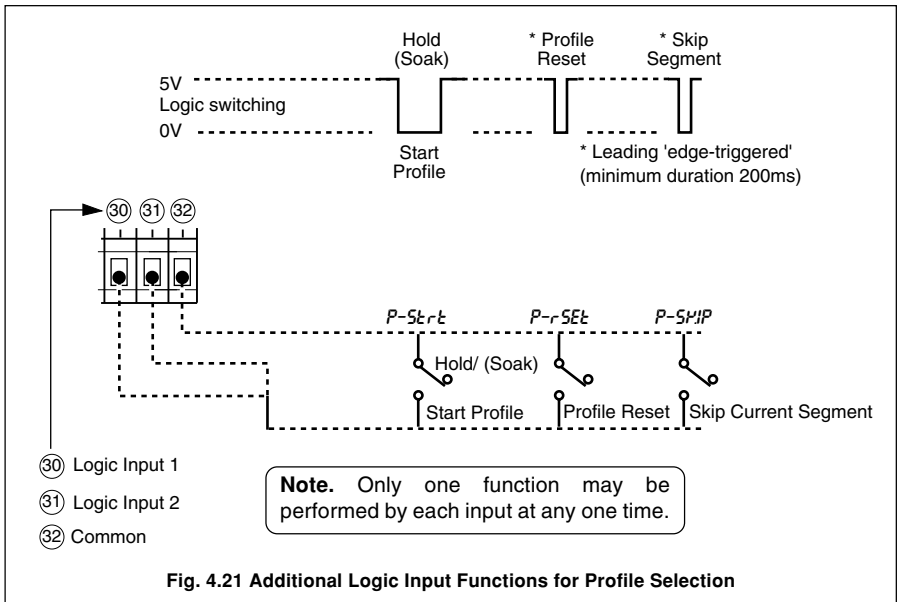 Hold
(Soak)
* Profile
Reset
* Skip
Segment
5V
Logic switching
0V
Start
Profile
* Leading 'edge-triggered'
(minimum duration 200ms)
30 31 32
P-Strt P-rSEt P-SKIP
Hold/ (Soak)
Start Profile Profile Reset Skip Current Segment
30 Logic Input 1
31 Logic Input 2
32 Common
Note. Only one function may be
performed by each input at any one time.
Fig. 4.21 Additional Logic Input Functions for Profile Selection